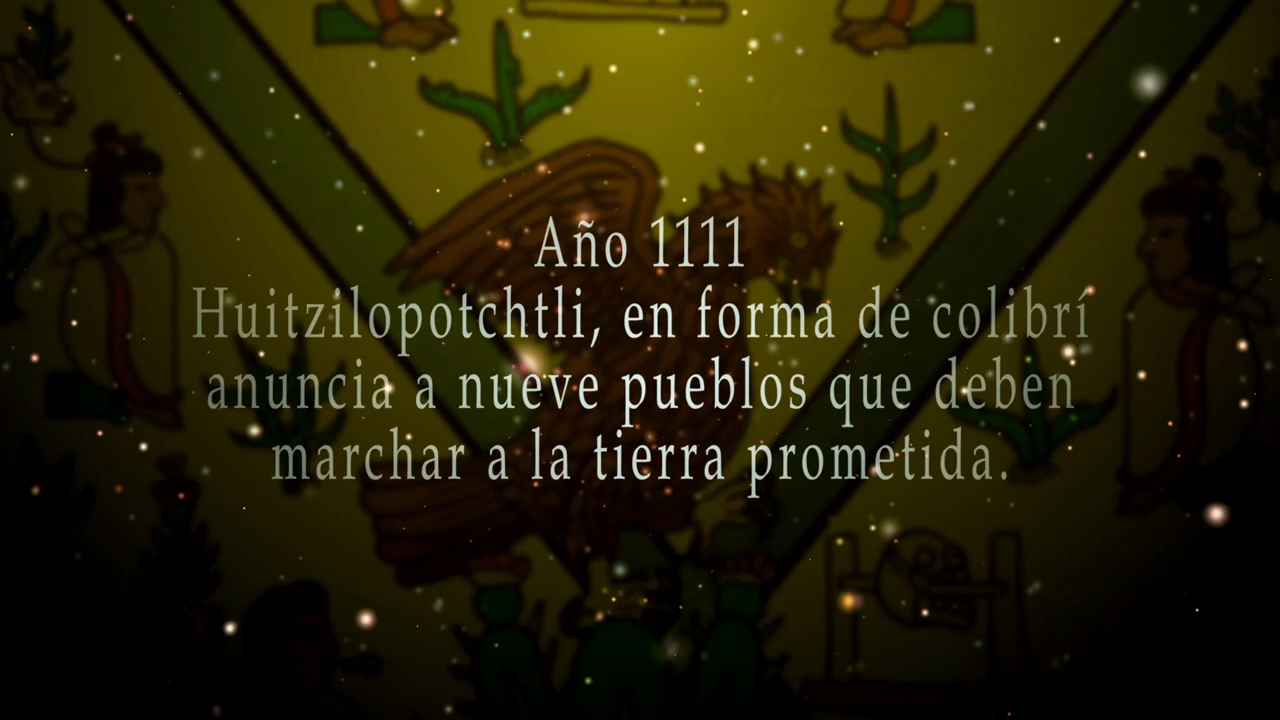 Año 1111
Huitzilopotchtli, en forma de colibrí
anuncia a nueve pueblos que deben
marchar a la tierra prometida.